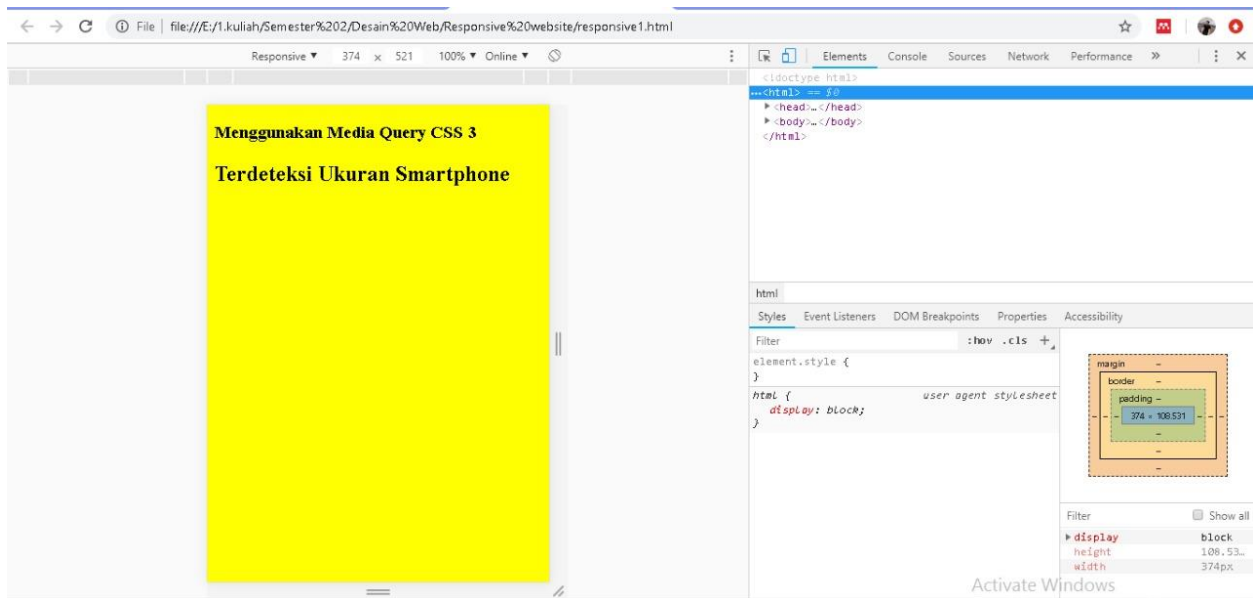 File | file:///E:/1.kuliah/Semester%202/Desain%20Web/Responsive%20website/responsive1.html
Responsive ▼ 374 x 521 100% ▼ Online ▼
Elements Console Sources Network Performance »
Menggunakan Media Query CSS 3
Terdeteksi Ukuran Smartphone
<!doctype html>
...<html> == $0
▶<head>…</head>
▶<body>…</body>
</html>
html
Styles Event Listeners DOM Breakpoints Properties Accessibility
Filter :hov .cls +
element.style {
}
html { user agent stylesheet
display: block;
}
margin –
border –
padding –
– – – 374 × 108.531 – – –
–
–
–
Filter Show all
▶display block
height 108.53…
width 374px
Activate Windows